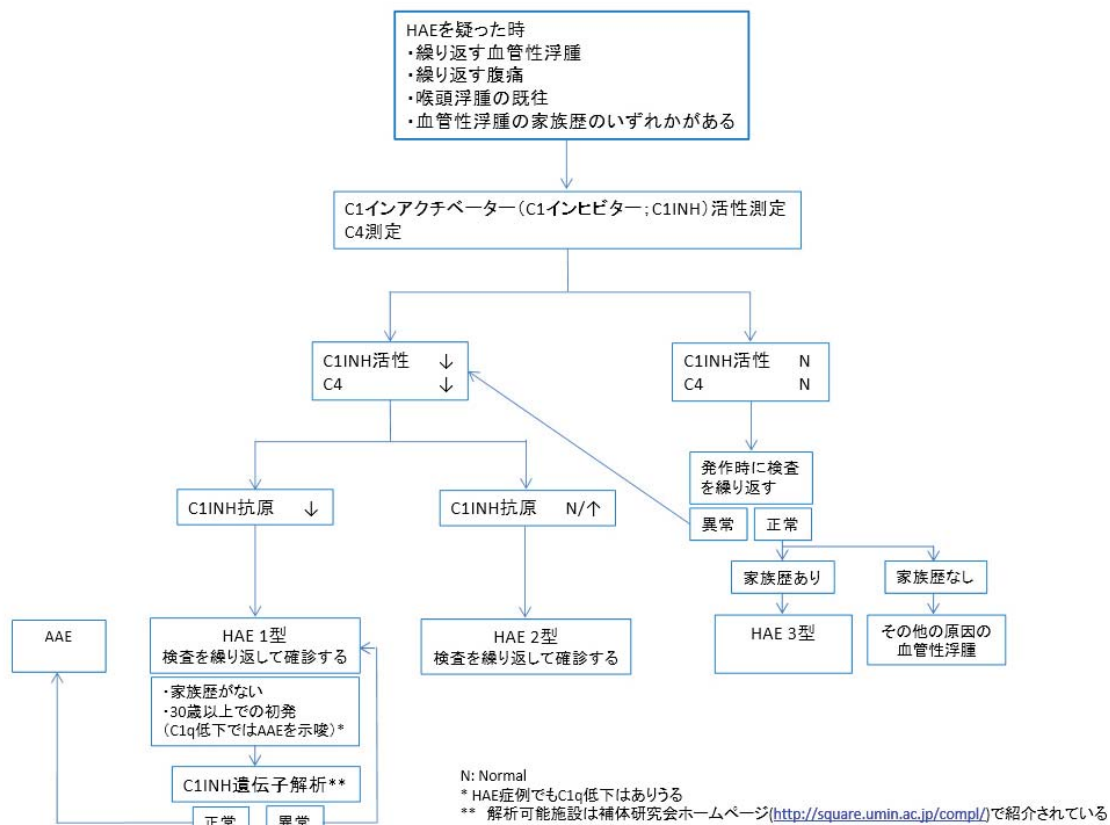 HAEを疑った時
・繰り返す血管性浮腫
・繰り返す腹痛
・喉頭浮腫の既往
・血管性浮腫の家族歴のいずれかがある
C1インアクチベーター(C1インヒビター;C1INH)活性測定
C4測定
C1INH活性 ↓
C4 ↓
C1INH活性 N
C4 N
発作時に検査
を繰り返す
異常 正常
C1INH抗原 ↓
C1INH抗原 N/↑
家族歴あり
家族歴なし
AAE
HAE 1型
検査を繰り返して確診する
HAE 2型
検査を繰り返して確診する
HAE 3型
その他の原因の
血管性浮腫
・家族歴がない
・30歳以上での初発
(C1q低下ではAAEを示唆)*
C1INH遺伝子解析**
正常 異常
N: Normal
* HAE症例でもC1q低下はありうる
** 解析可能施設は補体研究会ホームページ(http://square.umin.ac.jp/compl/)で紹介されている